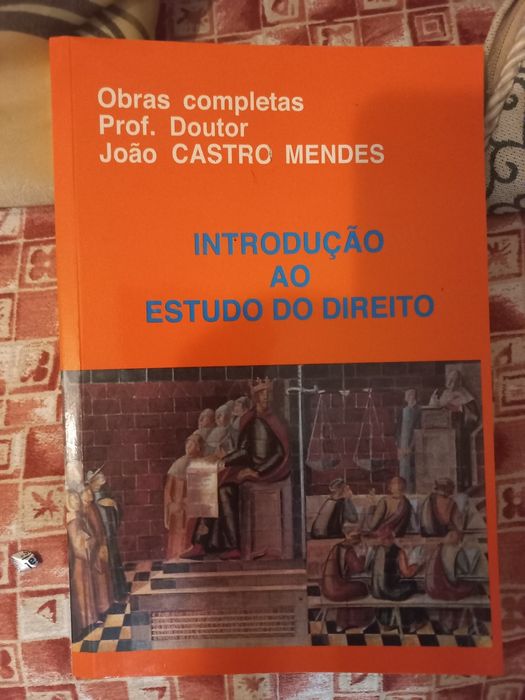 Obras completas
Prof. Doutor
João CASTRO MENDES
INTRODUÇÃO
AO
ESTUDO DO DIREITO